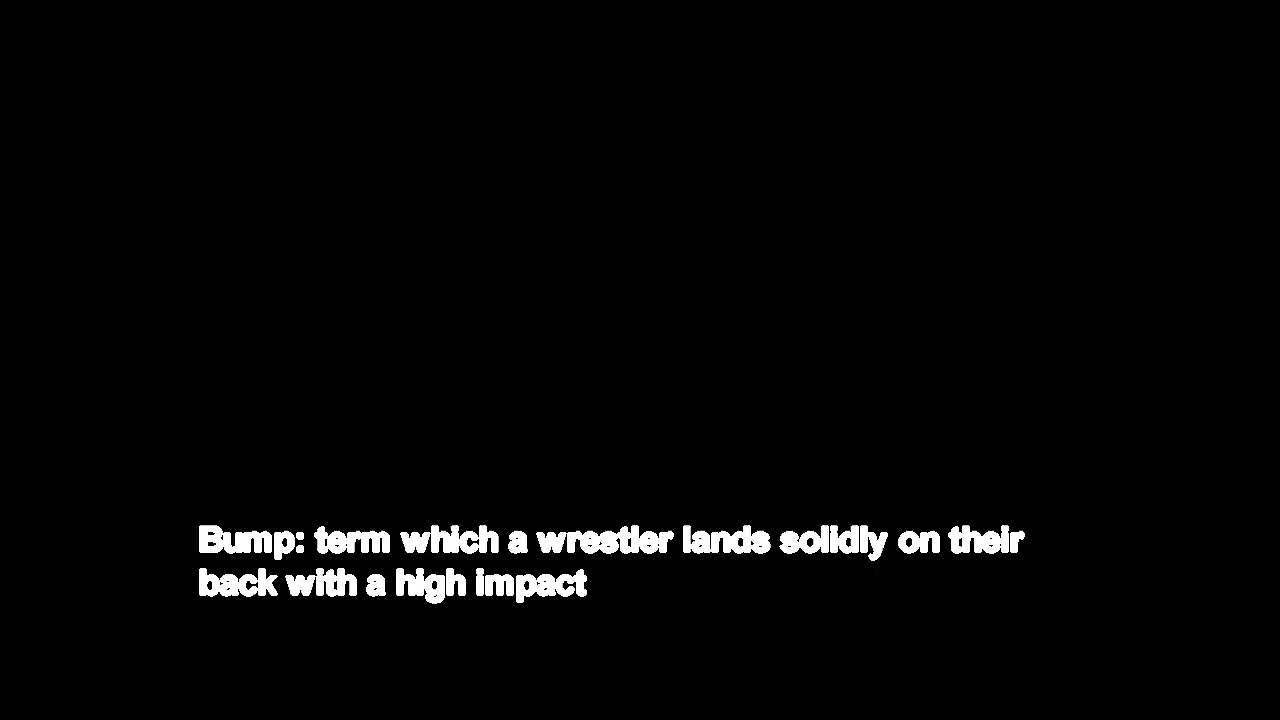 Bump: term which a wrestler lands solidly on their
back with a high impact